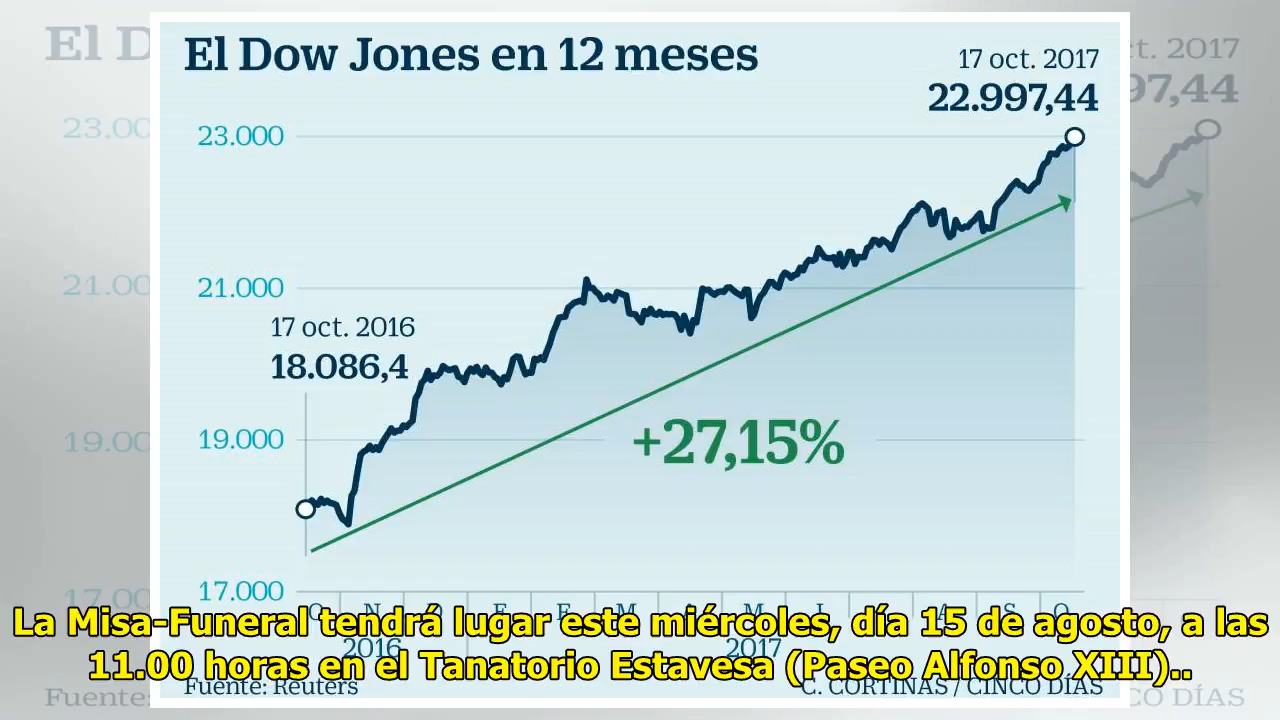 El Dow Jones en 12 meses
17 oct. 2017
22.997,44
23.000
21.000
17 oct. 2016
18.086,4
19.000
+27,15%
17.000
O N D E F M A M J J A S O
2016 2017
La Misa-Funeral tendrá lugar este miércoles, día 15 de agosto, a las
11.00 horas en el Tanatorio Estavesa (Paseo Alfonso XIII)..
Fuente: Reuters
C. CORTINAS / CINCO DÍAS